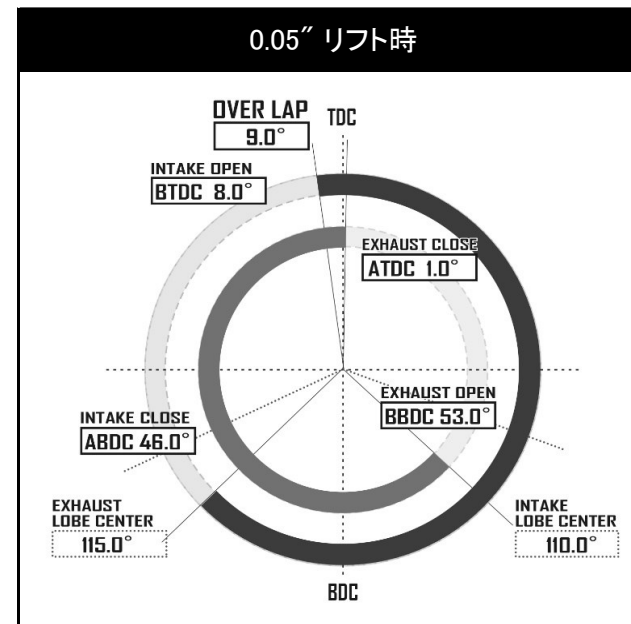 0.05″ リフト時
OVER LAP
9.0°
TDC
INTAKE OPEN
BTDC 8.0°
EXHAUST CLOSE
ATDC 1.0°
EXHAUST OPEN
BBDC 53.0°
INTAKE CLOSE
ABDC 46.0°
EXHAUST
LOBE CENTER
115.0°
INTAKE
LOBE CENTER
110.0°
BDC